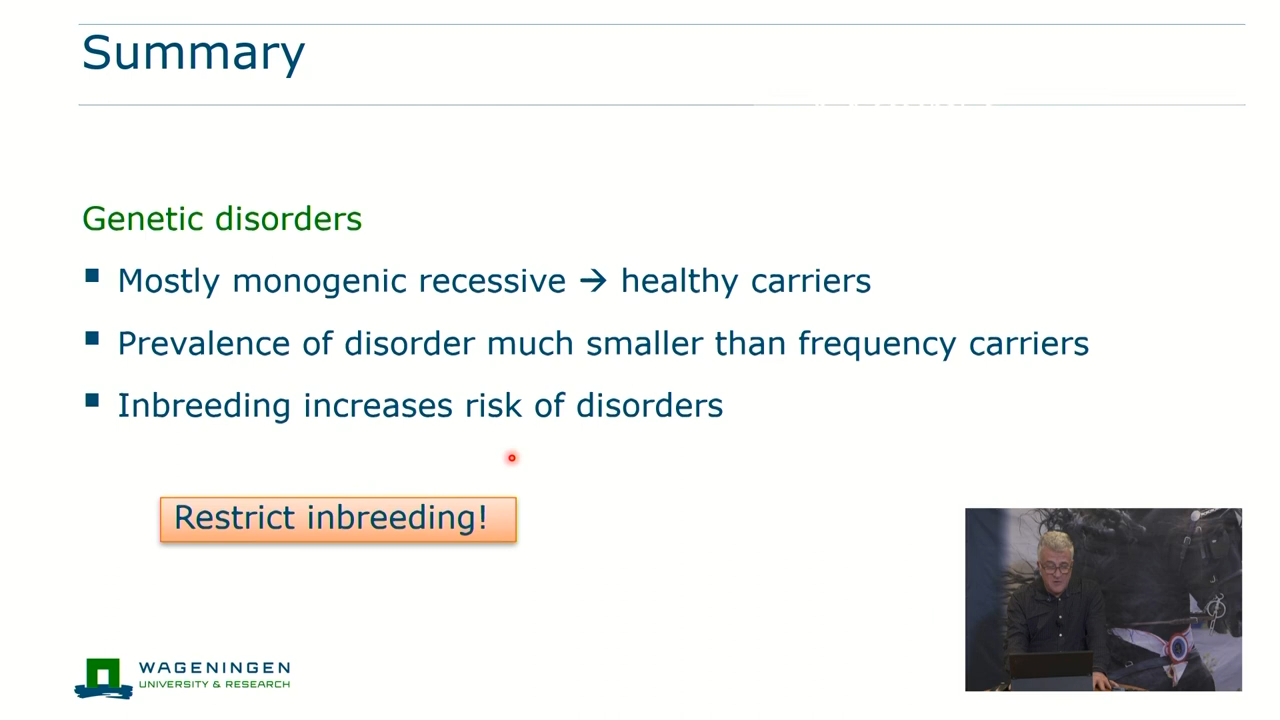 Summary
Genetic disorders
▪ Mostly monogenic recessive → healthy carriers
▪ Prevalence of disorder much smaller than frequency carriers
▪ Inbreeding increases risk of disorders
Restrict inbreeding!
WAGENINGEN
UNIVERSITY & RESEARCH